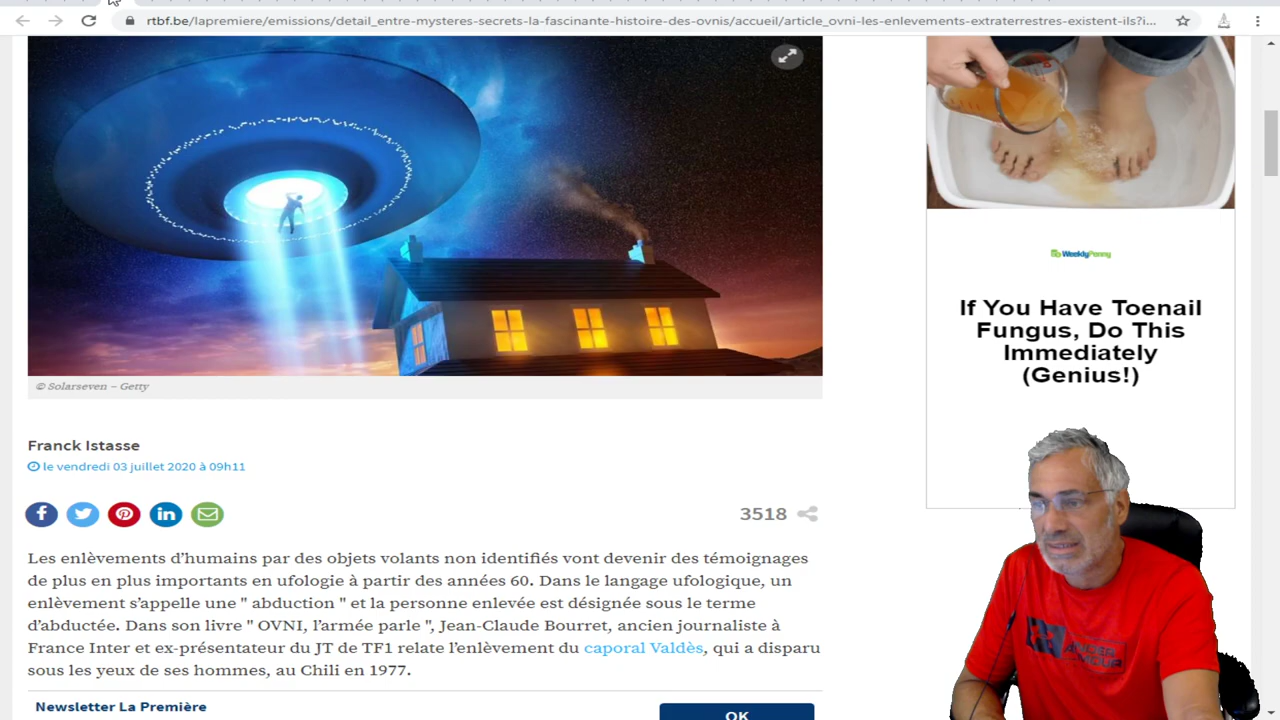 rtbf.be/lapremiere/emissions/detail_entre-mysteres-secrets-la-fascinante-histoire-des-ovnis/accueil/article_ovni-les-enlevements-extraterrestres-existent-ils?i...
© Solarseven – Getty
Franck Istasse
le vendredi 03 juillet 2020 à 09h11
3518
Les enlèvements d’humains par des objets volants non identifiés vont devenir des témoignages
de plus en plus importants en ufologie à partir des années 60. Dans le langage ufologique, un
enlèvement s’appelle une " abduction " et la personne enlevée est désignée sous le terme
d’abductée. Dans son livre " OVNI, l’armée parle ", Jean-Claude Bourret, ancien journaliste à
France Inter et ex-présentateur du JT de TF1 relate l’enlèvement du caporal Valdès, qui a disparu
sous les yeux de ses hommes, au Chili en 1977.
Newsletter La Première
OK
WeeklyPenny
If You Have Toenail
Fungus, Do This
Immediately
(Genius!)